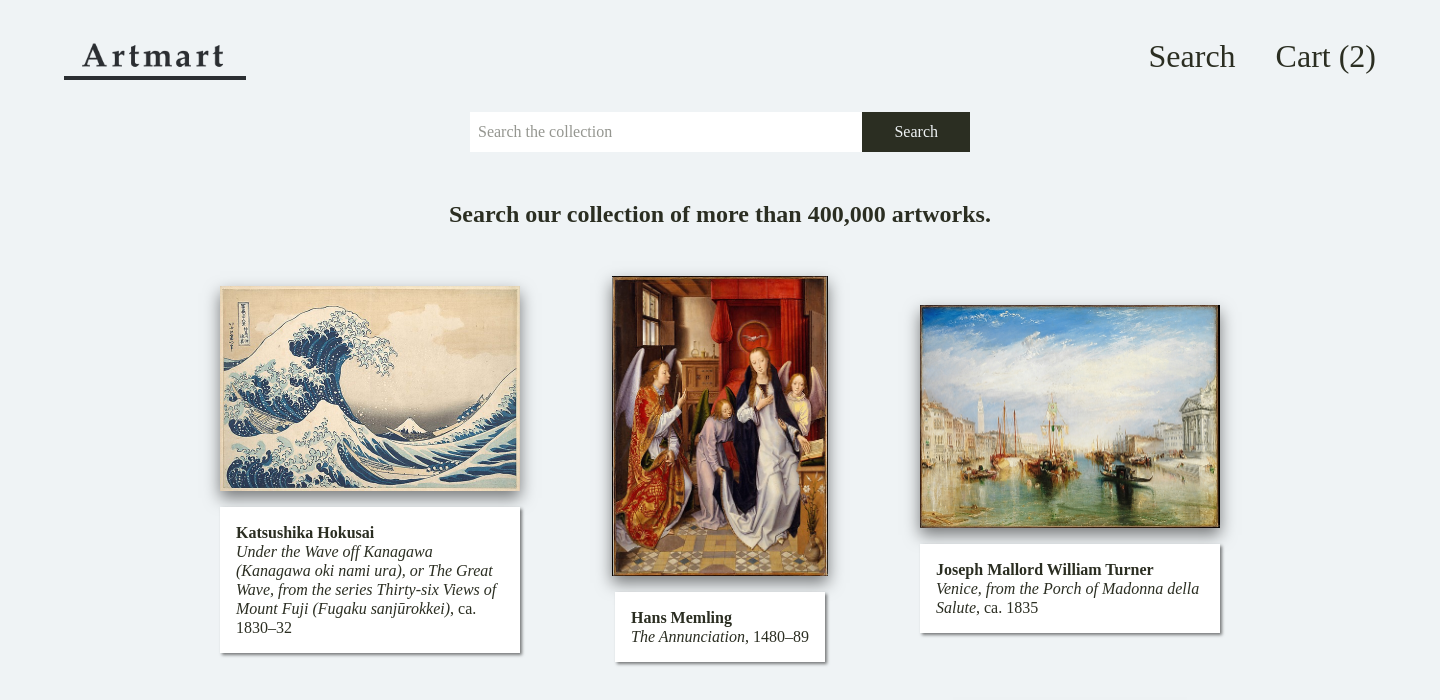 Artmart
Search
Cart (2)
Search the collection
Search
Search our collection of more than 400,000 artworks.
Katsushika Hokusai
Under the Wave off Kanagawa
(Kanagawa oki nami ura), or The Great
Wave, from the series Thirty-six Views of
Mount Fuji (Fugaku sanjūrokkei), ca.
1830–32
Hans Memling
The Annunciation, 1480–89
Joseph Mallord William Turner
Venice, from the Porch of Madonna della
Salute, ca. 1835